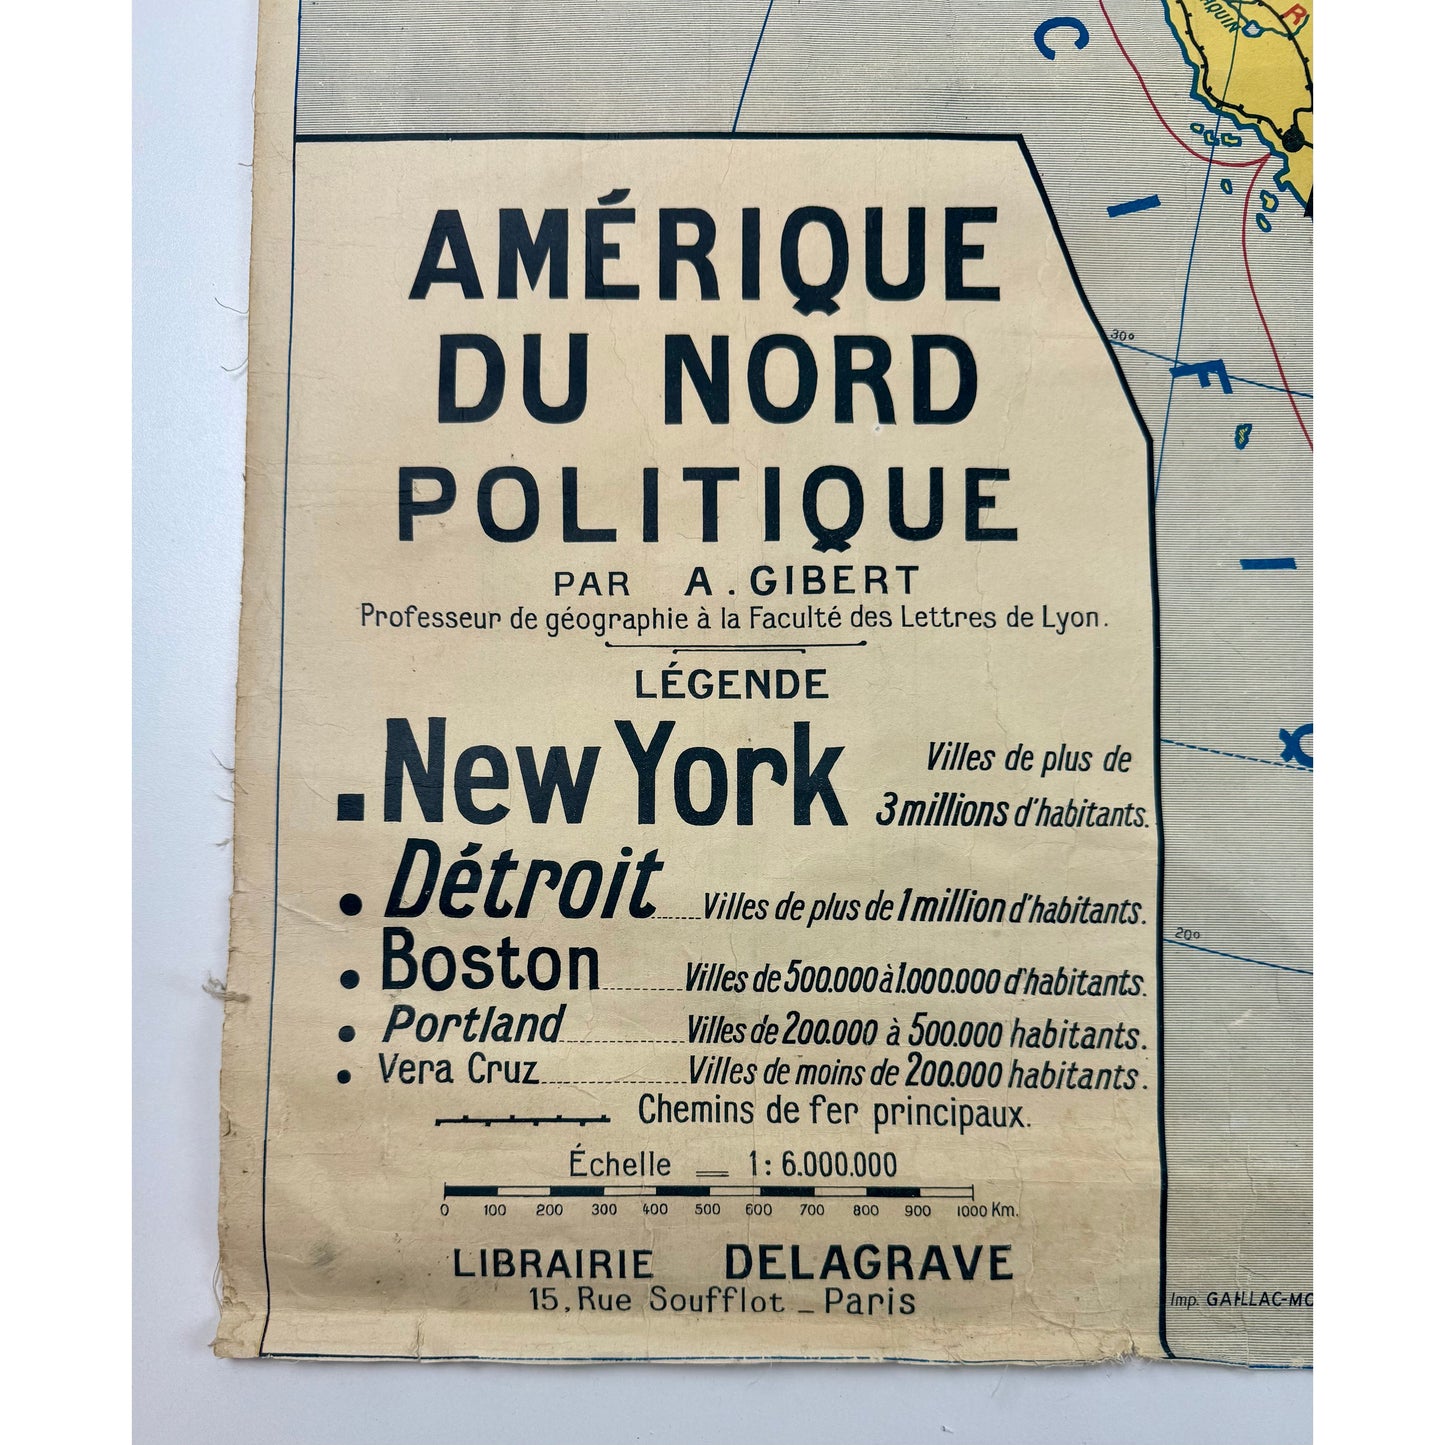 C
R
I
30°
F
I
20°
AMÉRIQUE
DU NORD
POLITIQUE
PAR A. GIBERT
Professeur de géographie à la Faculté des Lettres de Lyon.
LÉGENDE
New York Villes de plus de
3 millions d'habitants.
Détroit Villes de plus de 1 million d'habitants.
Boston Villes de 500.000 à 1.000.000 d'habitants.
Portland Villes de 200.000 à 500.000 habitants.
Vera Cruz Villes de moins de 200.000 habitants.
Chemins de fer principaux.
Échelle = 1 : 6.000.000
0 100 200 300 400 500 600 700 800 900 1000 Km.
LIBRAIRIE DELAGRAVE
15, Rue Soufflot _ Paris
Imp. GAILLAC-MO